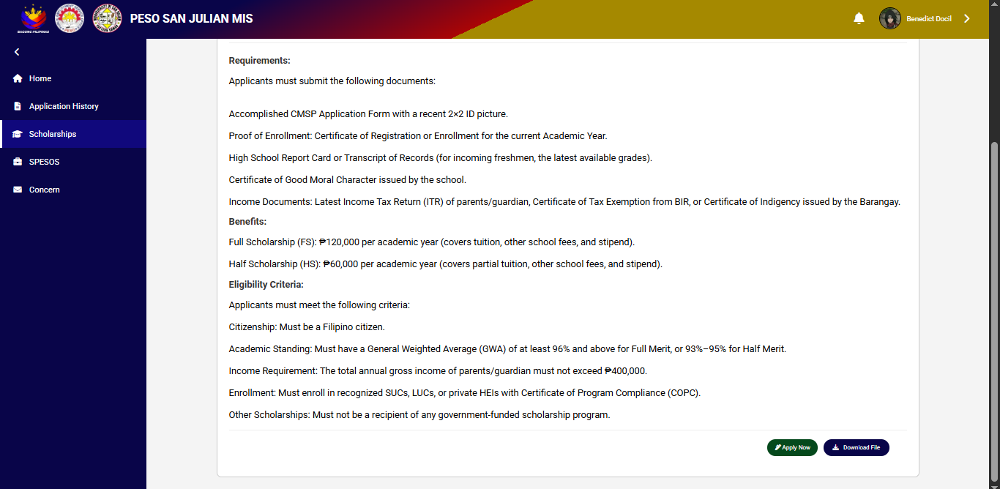 BAGONG PILIPINAS
PESO SAN JULIAN MIS
Benedict Docil
Home
Application History
Scholarships
SPESOS
Concern
Requirements:
Applicants must submit the following documents:
Accomplished CMSP Application Form with a recent 2×2 ID picture.
Proof of Enrollment: Certificate of Registration or Enrollment for the current Academic Year.
High School Report Card or Transcript of Records (for incoming freshmen, the latest available grades).
Certificate of Good Moral Character issued by the school.
Income Documents: Latest Income Tax Return (ITR) of parents/guardian, Certificate of Tax Exemption from BIR, or Certificate of Indigency issued by the Barangay.
Benefits:
Full Scholarship (FS): ₱120,000 per academic year (covers tuition, other school fees, and stipend).
Half Scholarship (HS): ₱60,000 per academic year (covers partial tuition, other school fees, and stipend).
Eligibility Criteria:
Applicants must meet the following criteria:
Citizenship: Must be a Filipino citizen.
Academic Standing: Must have a General Weighted Average (GWA) of at least 96% and above for Full Merit, or 93%–95% for Half Merit.
Income Requirement: The total annual gross income of parents/guardian must not exceed ₱400,000.
Enrollment: Must enroll in recognized SUCs, LUCs, or private HEIs with Certificate of Program Compliance (COPC).
Other Scholarships: Must not be a recipient of any government-funded scholarship program.
Apply Now
Download File